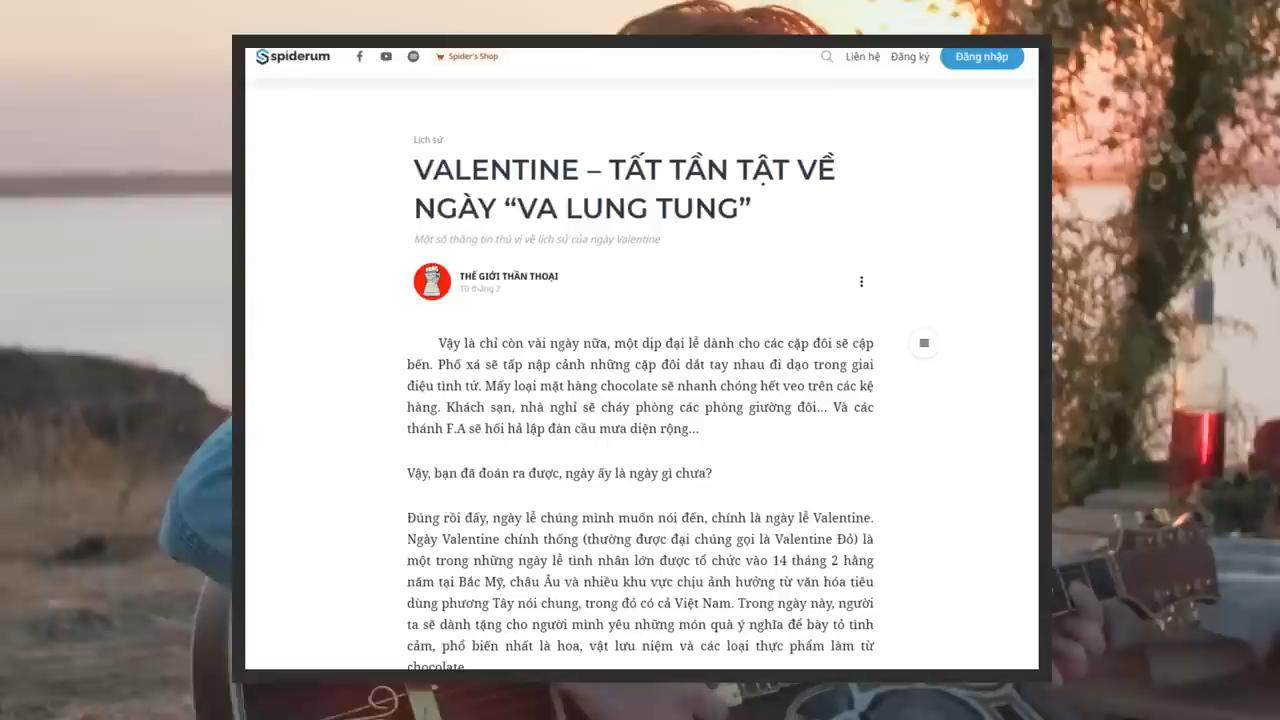 spiderum
Spider's Shop
Liên hệ
Đăng ký
Đăng nhập
Lịch sử
VALENTINE – TẤT TẦN TẬT VỀ
NGÀY “VA LUNG TUNG”
Một số thông tin thú vị về lịch sử của ngày Valentine
THẾ GIỚI THẦN THOẠI
10 tháng 2
Vậy là chỉ còn vài ngày nữa, một dịp đại lễ dành cho các cặp đôi sẽ cập
bến. Phố xá sẽ tấp nập cảnh những cặp đôi dắt tay nhau đi dạo trong giai
điệu tình tứ. Mấy loại mặt hàng chocolate sẽ nhanh chóng hết veo trên các kệ
hàng. Khách sạn, nhà nghỉ sẽ cháy phòng các phòng giường đôi... Và các
thánh F.A sẽ hối hả lập đàn cầu mưa diện rộng...
Vậy, bạn đã đoán ra được, ngày ấy là ngày gì chưa?
Đúng rồi đấy, ngày lễ chúng mình muốn nói đến, chính là ngày lễ Valentine.
Ngày Valentine chính thống (thường được đại chúng gọi là Valentine Đỏ) là
một trong những ngày lễ tình nhân lớn được tổ chức vào 14 tháng 2 hằng
năm tại Bắc Mỹ, châu Âu và nhiều khu vực chịu ảnh hưởng từ văn hóa tiêu
dùng phương Tây nói chung, trong đó có cả Việt Nam. Trong ngày này, người
ta sẽ dành tặng cho người mình yêu những món quà ý nghĩa để bày tỏ tình
cảm, phổ biến nhất là hoa, vật lưu niệm và các loại thực phẩm làm từ
chocolate.